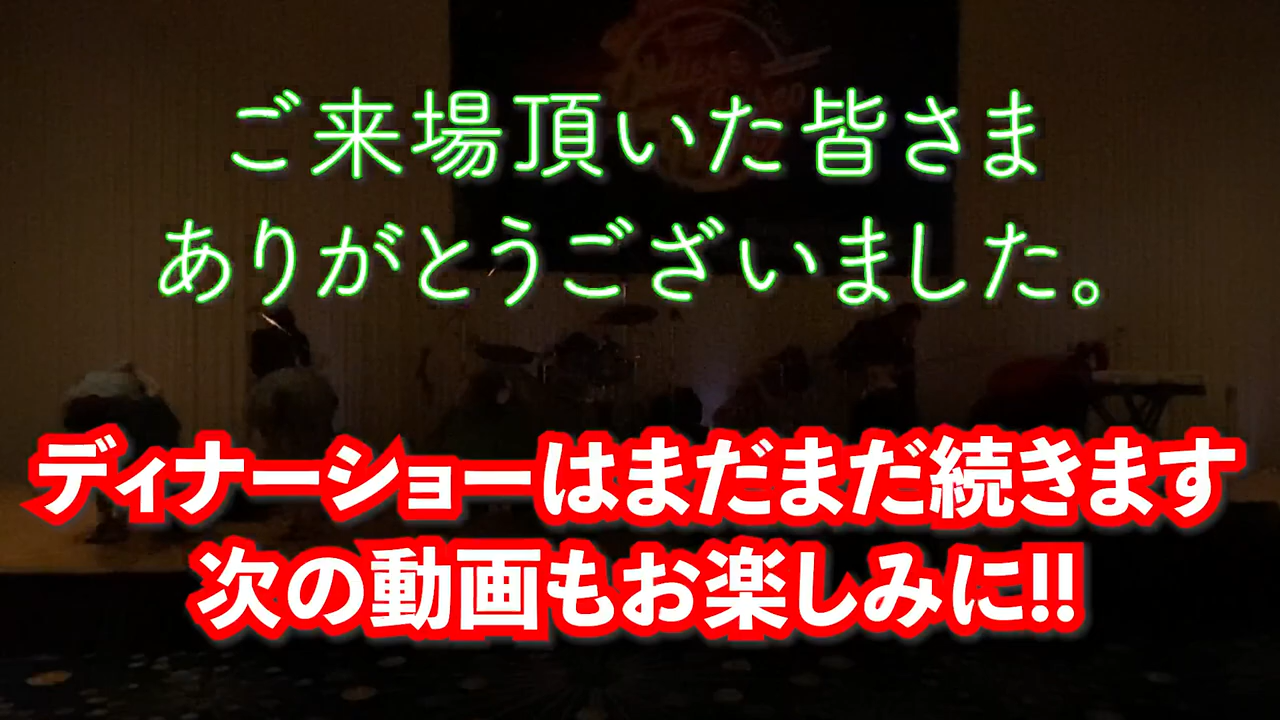 ご来場頂いた皆さま
ありがとうございました。
ディナーショーはまだまだ続きます
次の動画もお楽しみに!!